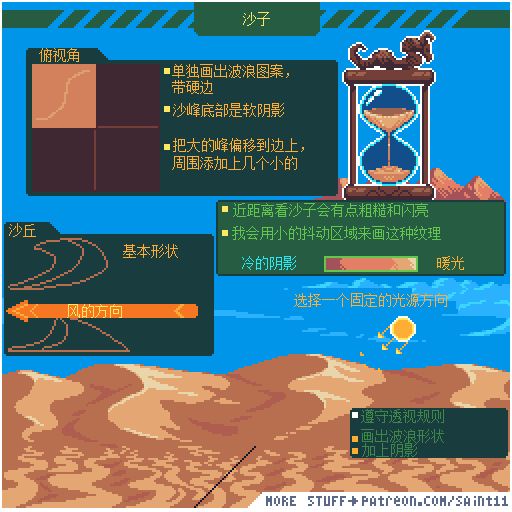 沙子
俯视角
单独画出波浪图案，
带硬边
沙峰底部是软阴影
把大的峰偏移到边上，
周围添加上几个小的
近距离看沙子会有点粗糙和闪亮
我会用小的抖动区域来画这种纹理
冷的阴影
暖光
沙丘
基本形状
风的方向
选择一个固定的光源方向
遵守透视规则
画出波浪形状
加上阴影
MORE STUFF→PATREON.COM/SAINT11